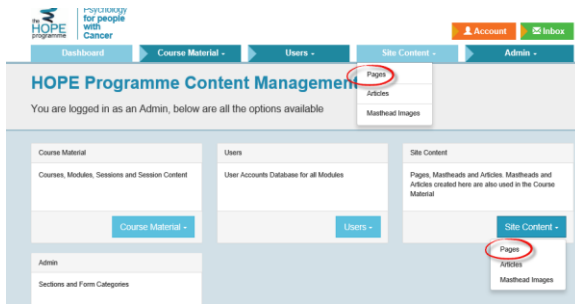 the
HOPE
programme
Psychology
for people
with
Cancer
Account
Inbox
Dashboard
Course Material -
Users -
Site Content -
Admin -
Pages
Articles
Masthead Images
HOPE Programme Content Management
You are logged in as an Admin, below are all the options available
Course Material
Courses, Modules, Sessions and Session Content
Course Material -
Users
User Accounts Database for all Modules
Users -
Site Content
Pages, Mastheads and Articles. Mastheads and
Articles created here are also used in the Course
Material
Site Content -
Pages
Articles
Masthead Images
Admin
Sections and Form Categories